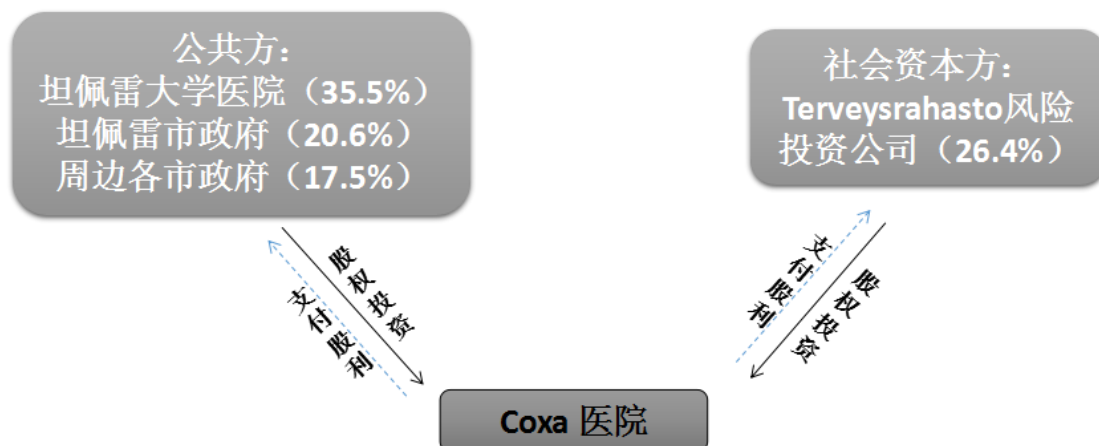 公共方：
坦佩雷大学医院（35.5%）
坦佩雷市政府（20.6%）
周边各市政府（17.5%）
社会资本方：
Terveysrahasto风险
投资公司（26.4%）
股权投资
支付股利
支付股利
股权投资
Coxa 医院